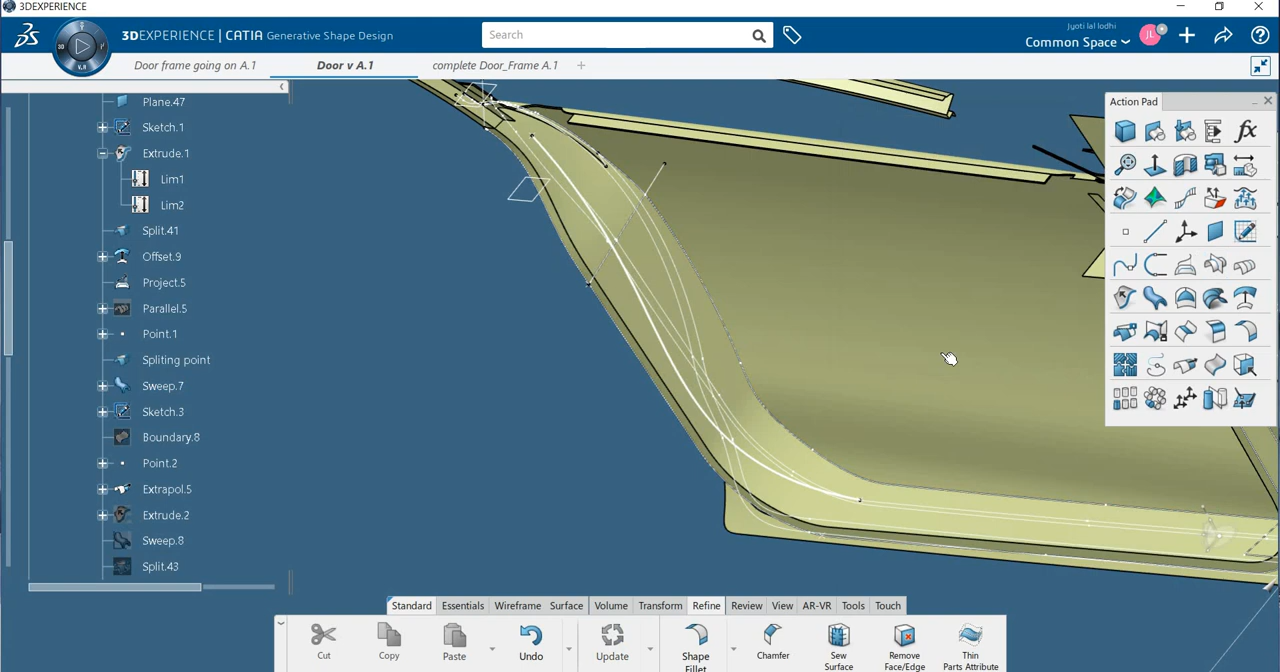 3DEXPERIENCE
3DEXPERIENCE | CATIA Generative Shape Design
Search
Jyoti lal lodhi
Common Space
JL
3D
V.R
Door frame going on A.1
Door v A.1
complete Door_Frame A.1
Action Pad
fx
Plane.47
Sketch.1
Extrude.1
Lim1
Lim2
Split.41
Offset.9
Project.5
Parallel.5
Point.1
Spliting point
Sweep.7
Sketch.3
Boundary.8
Point.2
Extrapol.5
Extrude.2
Sweep.8
Split.43
Standard Essentials Wireframe Surface Volume Transform Refine Review View AR-VR Tools Touch
Cut
Copy
Paste
Undo
Update
Shape Fillet
Chamfer
Sew Surface
Remove Face/Edge
Thin Parts Attribute